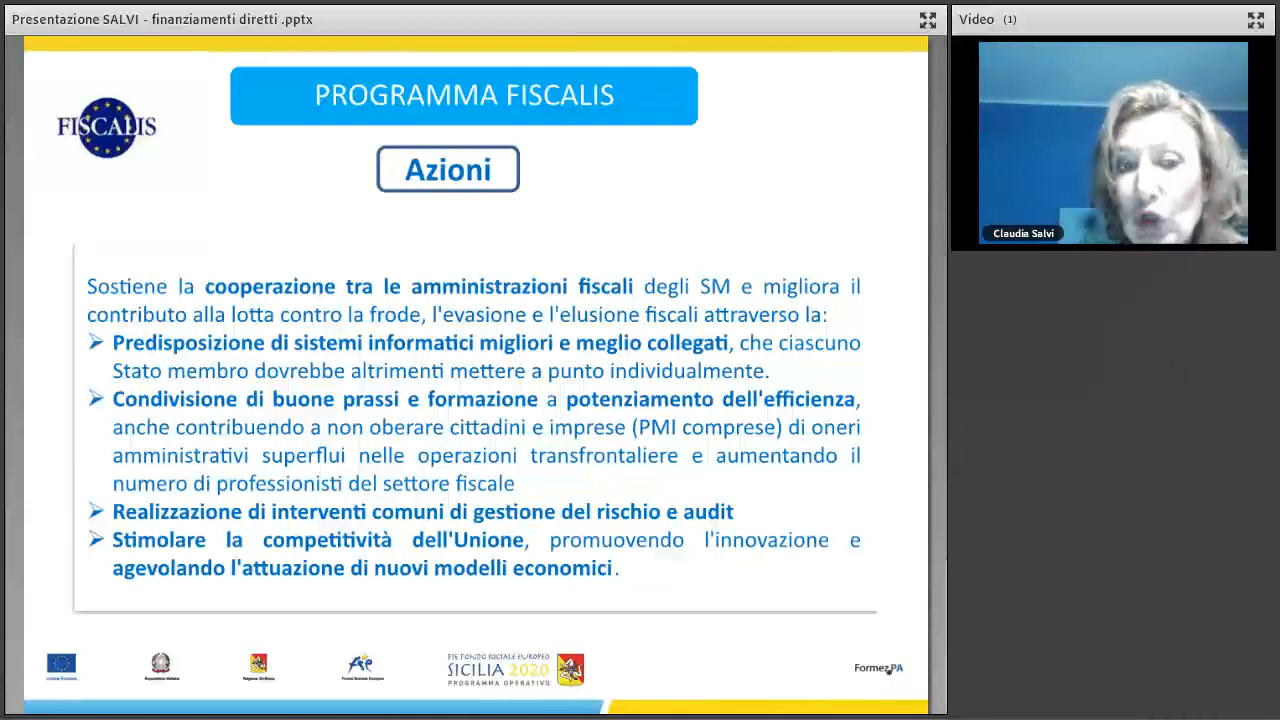 Presentazione SALVI - finanziamenti diretti .pptx
Video (1)
PROGRAMMA FISCALIS
FISCALIS
Azioni
Claudia Salvi
Sostiene la cooperazione tra le amministrazioni fiscali degli SM e migliora il
contributo alla lotta contro la frode, l'evasione e l'elusione fiscali attraverso la:
➢ Predisposizione di sistemi informatici migliori e meglio collegati, che ciascuno
Stato membro dovrebbe altrimenti mettere a punto individualmente.
➢ Condivisione di buone prassi e formazione a potenziamento dell'efficienza,
anche contribuendo a non oberare cittadini e imprese (PMI comprese) di oneri
amministrativi superflui nelle operazioni transfrontaliere e aumentando il
numero di professionisti del settore fiscale
➢ Realizzazione di interventi comuni di gestione del rischio e audit
➢ Stimolare la competitività dell'Unione, promuovendo l'innovazione e
agevolando l'attuazione di nuovi modelli economici.
FONDO SOCIALE EUROPEO
SICILIA 2020
PROGRAMMA OPERATIVO
Formez PA